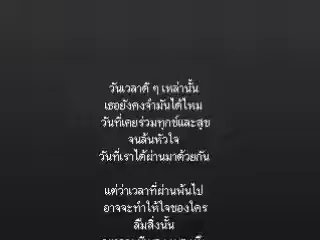 วันเวลาดี ๆ เหล่านั้น
เธอยังคงจำมันได้ไหม
วันที่เคยร่วมทุกข์และสุข
จนล้นหัวใจ
วันที่เราได้ผ่านมาด้วยกัน
แต่ว่าเวลาที่ผ่านพ้นไป
อาจจะทำให้ใจของใคร
ลืมสิ่งนั้น